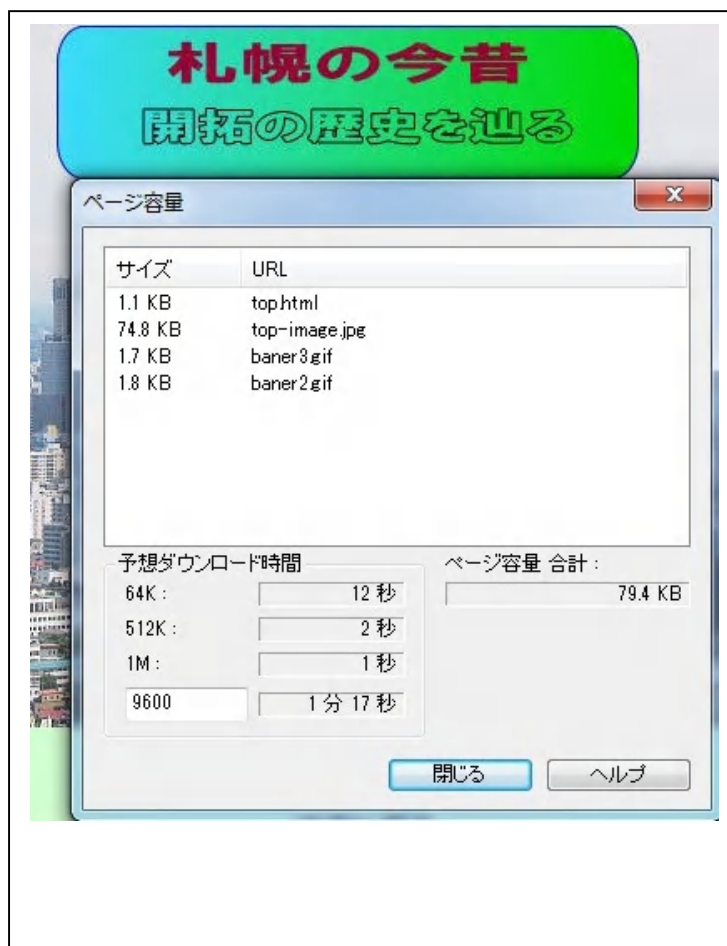 札幌の今昔
開拓の歴史を辿る
ページ容量
サイズ URL
1.1 KB top.html
74.8 KB top-image.jpg
1.7 KB baner3.gif
1.8 KB baner2.gif
予想ダウンロード時間 ページ容量 合計 :
64K : 12 秒 79.4 KB
512K : 2 秒
1M : 1 秒
9600 1 分 17 秒
閉じる ヘルプ